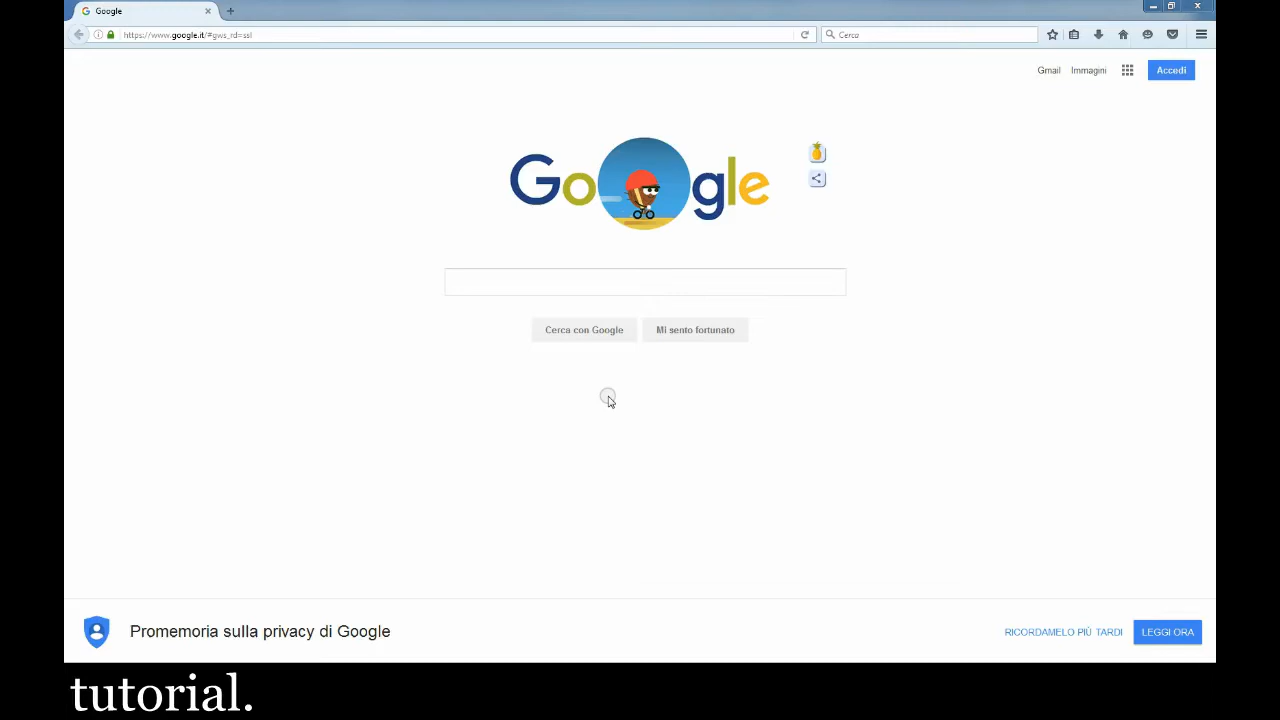 Google
https://www.google.it/#gws_rd=ssl
Cerca
Gmail Immagini Accedi
Google
Cerca con Google Mi sento fortunato
Promemoria sulla privacy di Google RICORDAMELO PIÙ TARDI LEGGI ORA
tutorial.